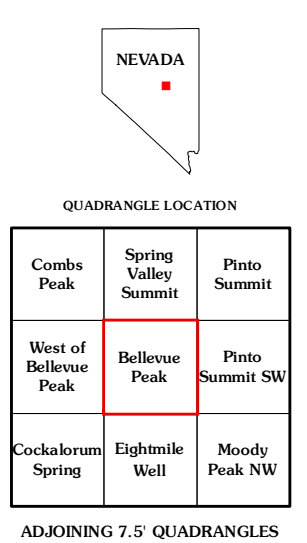 NEVADA
QUADRANGLE LOCATION
Combs
Peak
Spring
Valley
Summit
Pinto
Summit
West of
Bellevue
Peak
Bellevue
Peak
Pinto
Summit SW
Cockalorum
Spring
Eightmile
Well
Moody
Peak NW
ADJOINING 7.5' QUADRANGLES